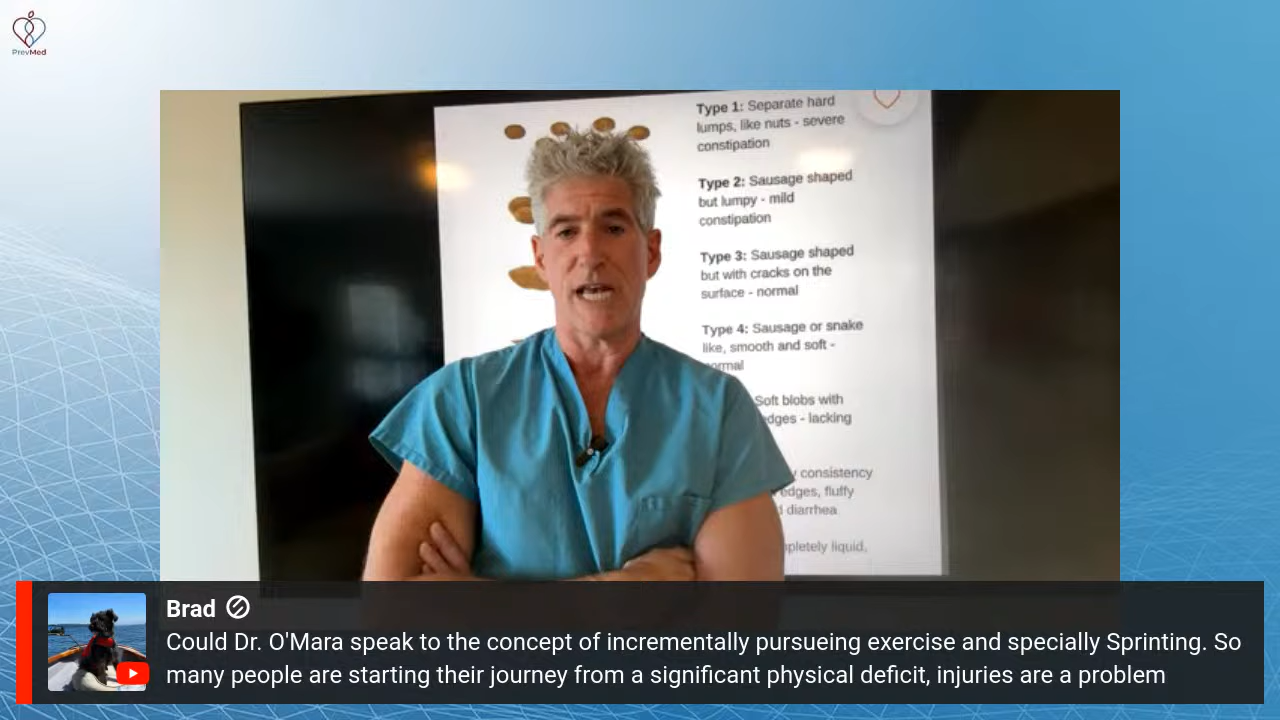 PrevMed
Type 1: Separate hard
lumps, like nuts - severe
constipation
Type 2: Sausage shaped
but lumpy - mild
constipation
Type 3: Sausage shaped
but with cracks on the
surface - normal
Type 4: Sausage or snake
like, smooth and soft -
Soft blobs with
edges - lacking
consistency
edges, fluffy
diarrhea
liquid,
Brad
Could Dr. O'Mara speak to the concept of incrementally pursueing exercise and specially Sprinting. So
many people are starting their journey from a significant physical deficit, injuries are a problem